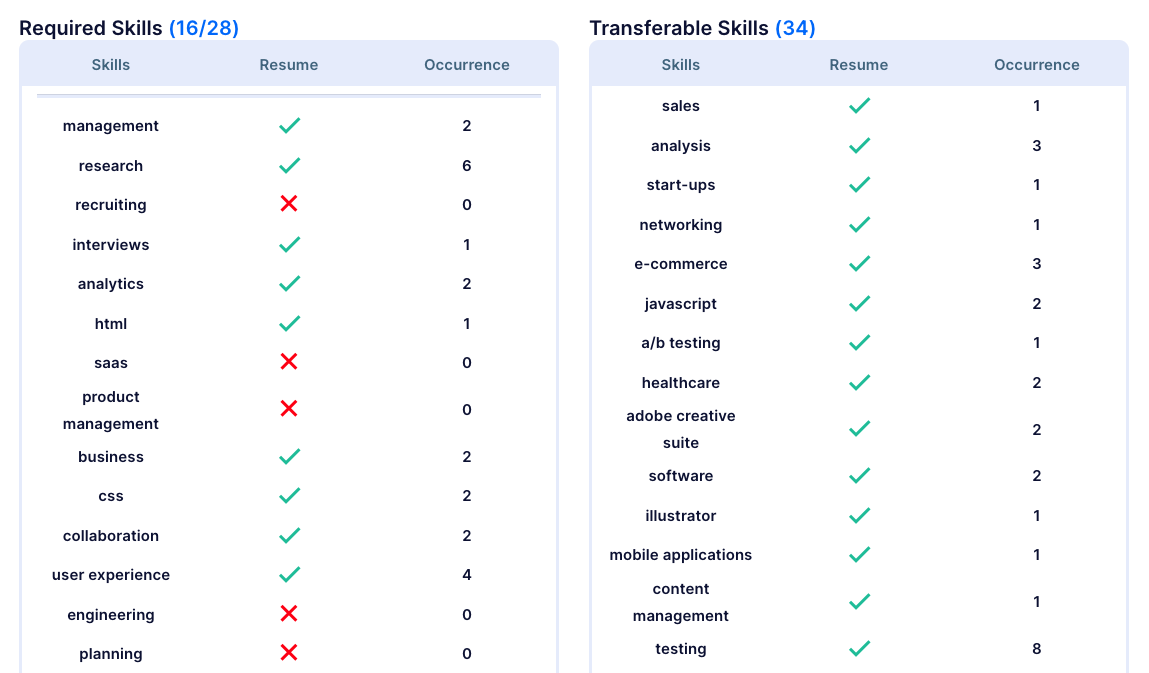 Required Skills (16/28)
Skills Resume Occurrence
management 2
research 6
recruiting 0
interviews 1
analytics 2
html 1
saas 0
product
management 0
business 2
css 2
collaboration 2
user experience 4
engineering 0
planning 0
Transferable Skills (34)
Skills Resume Occurrence
sales 1
analysis 3
start-ups 1
networking 1
e-commerce 3
javascript 2
a/b testing 1
healthcare 2
adobe creative
suite 2
software 2
illustrator 1
mobile applications 1
content
management 1
testing 8